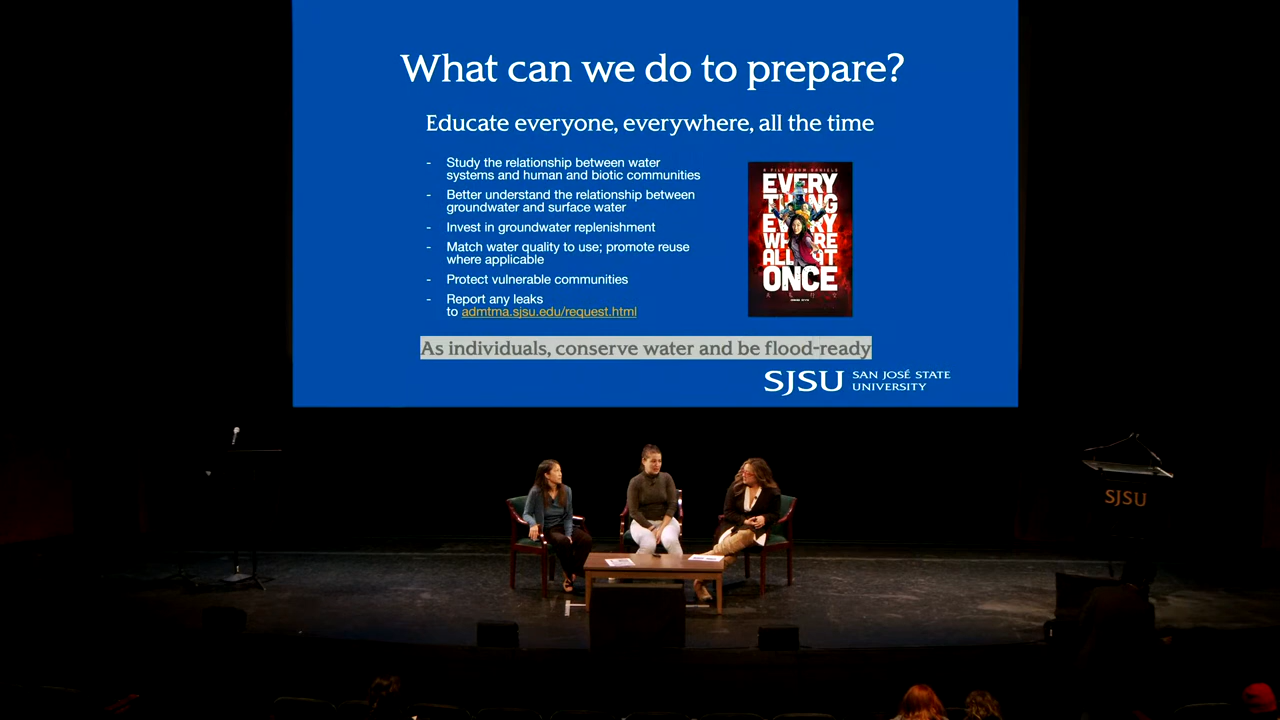 What can we do to prepare?
Educate everyone, everywhere, all the time
- Study the relationship between water
systems and human and biotic communities
- Better understand the relationship between
groundwater and surface water
- Invest in groundwater replenishment
- Match water quality to use; promote reuse
where applicable
- Protect vulnerable communities
- Report any leaks
to admtma.sjsu.edu/request.html
A FILM FROM DANIELS
EVERY
THING
EVERY
WHERE
ALL AT
ONCE
As individuals, conserve water and be flood-ready
SJSU SAN JOSÉ STATE
UNIVERSITY
SJSU